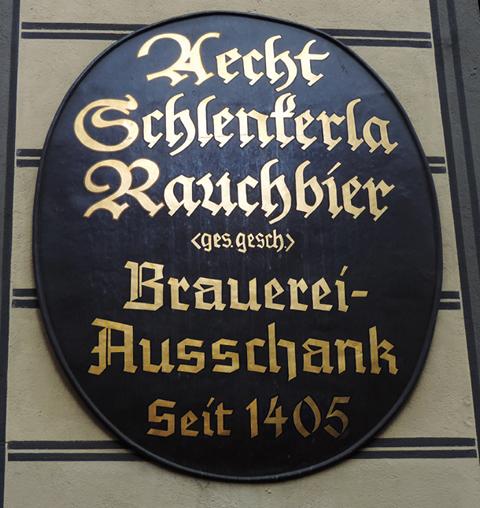 Aecht
Schlenkerla
Rauchbier
<ges.gesch.>
Brauerei-
Ausschank
Seit 1405